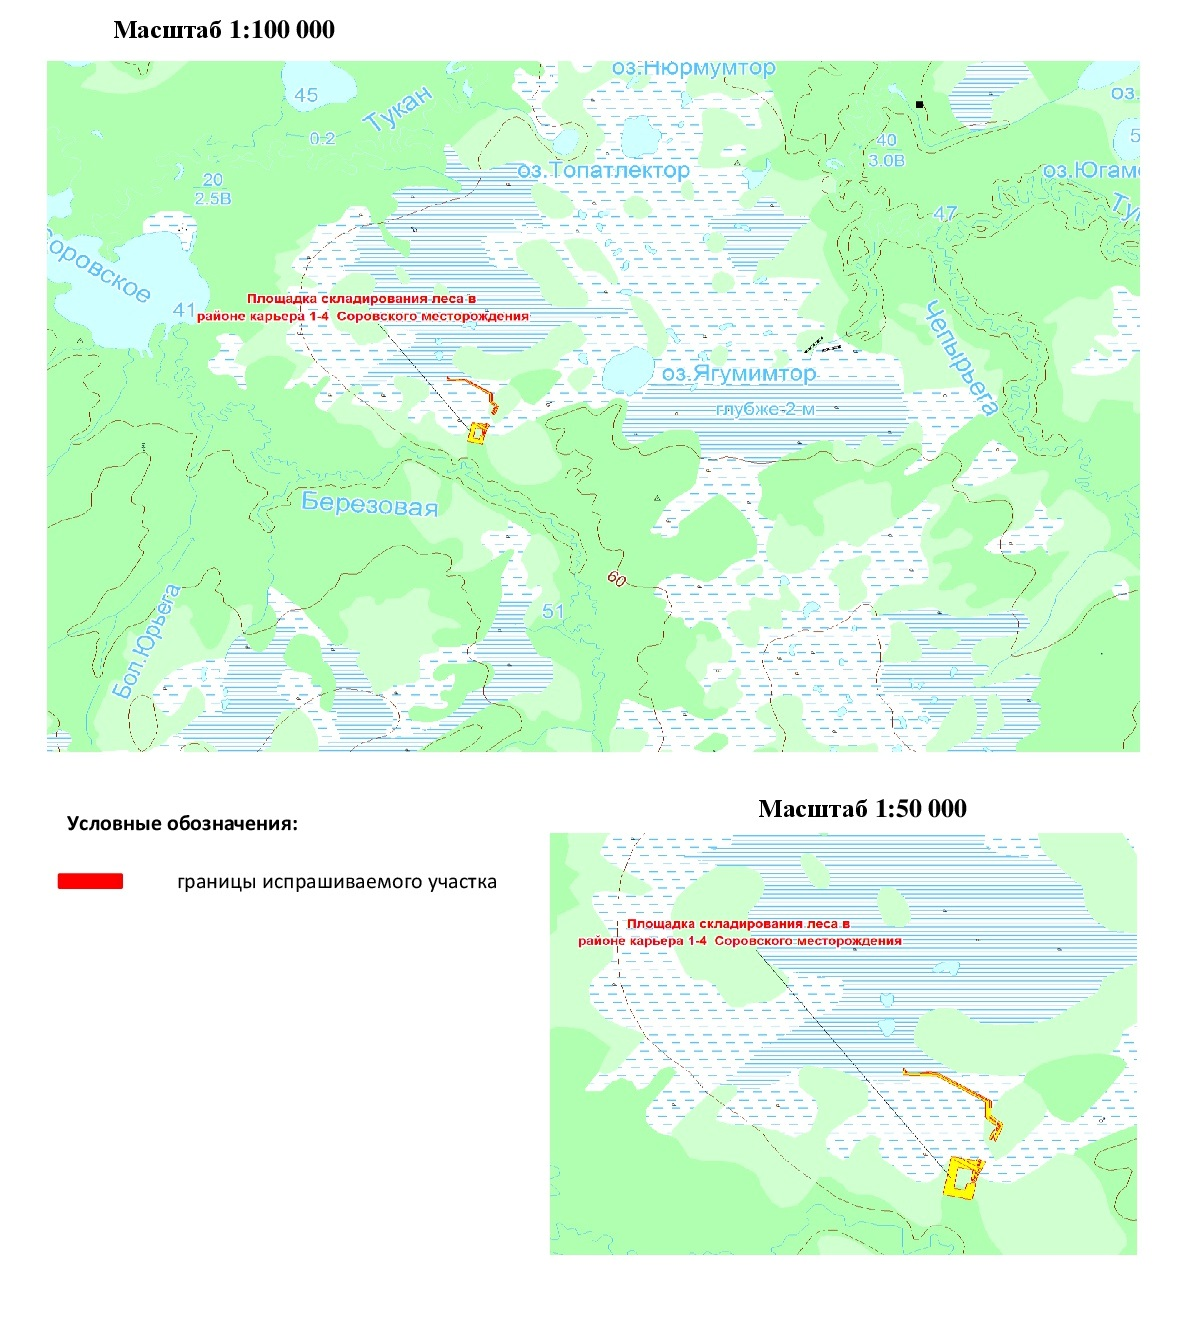 Масштаб 1:100 000
оз.Нюрмумтор
45
Тукан
оз.
0.2
40
3.0В
5
оз.Топатлектор
оз.Югам
20
2.5В
47
Соровское
41
Площадка складирования леса в
районе карьера 1-4 Соровского месторождения
Чепырьега
оз.Ягумимтор
глубже 2 м
Березовая
60
51
Бол.Юрьега
Масштаб 1:50 000
Условные обозначения:
границы испрашиваемого участка
Площадка складирования леса в
районе карьера 1-4 Соровского месторождения